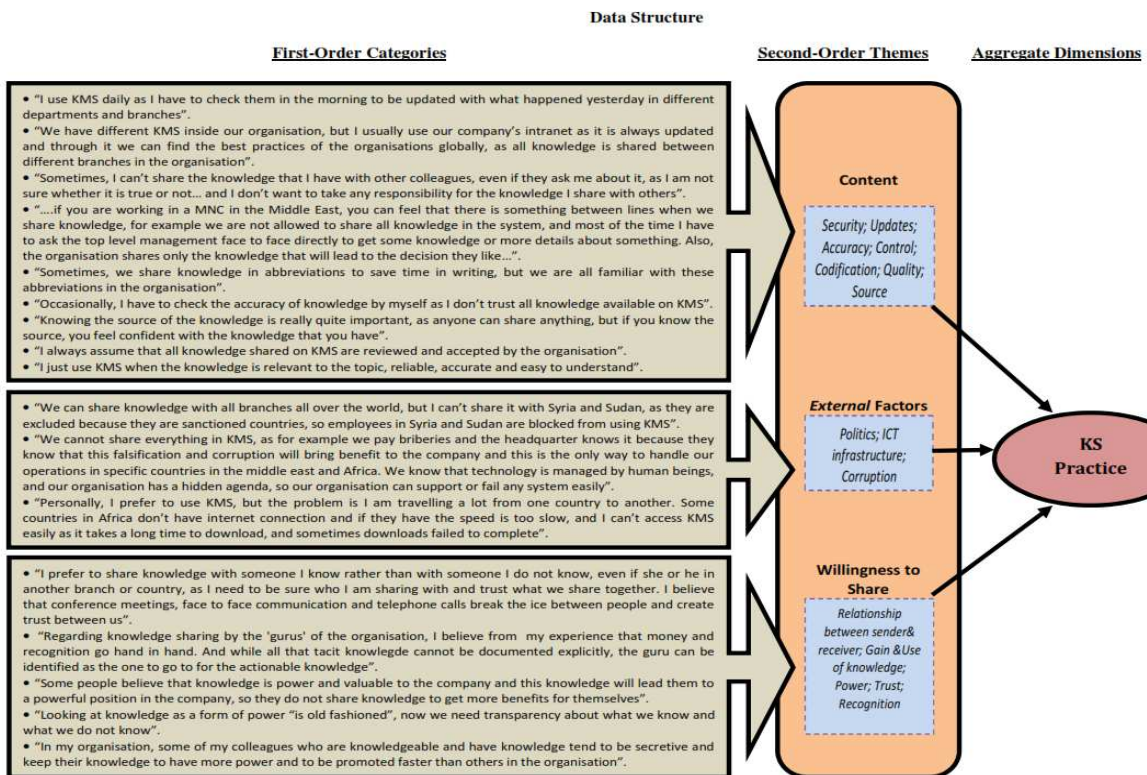 Data Structure
First-Order Categories
Second-Order Themes
Aggregate Dimensions
• “I use KMS daily as I have to check them in the morning to be updated with what happened yesterday in different
departments and branches”.
• “We have different KMS inside our organisation, but I usually use our company’s intranet as it is always updated
and through it we can find the best practices of the organisations globally, as all knowledge is shared between
different branches in the organisation”.
• “Sometimes, I can’t share the knowledge that I have with other colleagues, even if they ask me about it, as I am not
sure whether it is true or not… and I don’t want to take any responsibility for the knowledge I share with others”.
• “….if you are working in a MNC in the Middle East, you can feel that there is something between lines when we
share knowledge, for example we are not allowed to share all knowledge in the system, and most of the time I have
to ask the top level management face to face directly to get some knowledge or more details about something. Also,
the organisation shares only the knowledge that will lead to the decision they like…”.
• “Sometimes, we share knowledge in abbreviations to save time in writing, but we are all familiar with these
abbreviations in the organisation”.
• “Occasionally, I have to check the accuracy of knowledge by myself as I don’t trust all knowledge available on KMS”.
• “Knowing the source of the knowledge is really quite important, as anyone can share anything, but if you know the
source, you feel confident with the knowledge that you have”.
• “I always assume that all knowledge shared on KMS are reviewed and accepted by the organisation”.
• “I just use KMS when the knowledge is relevant to the topic, reliable, accurate and easy to understand”.
Content
Security; Updates;
Accuracy; Control;
Codification; Quality;
Source
• “We can share knowledge with all branches all over the world, but I can’t share it with Syria and Sudan, as they are
excluded because they are sanctioned countries, so employees in Syria and Sudan are blocked from using KMS”.
• “We cannot share everything in KMS, as for example we pay briberies and the headquarter knows it because they
know that this falsification and corruption will bring benefit to the company and this is the only way to handle our
operations in specific countries in the middle east and Africa. We know that technology is managed by human beings,
and our organisation has a hidden agenda, so our organisation can support or fail any system easily”.
• “Personally, I prefer to use KMS, but the problem is I am travelling a lot from one country to another. Some
countries in Africa don’t have internet connection and if they have the speed is too slow, and I can’t access KMS
easily as it takes a long time to download, and sometimes downloads failed to complete”.
External Factors
Politics; ICT
infrastructure;
Corruption
KS
Practice
• “I prefer to share knowledge with someone I know rather than with someone I do not know, even if she or he in
another branch or country, as I need to be sure who I am sharing with and trust what we share together. I believe
that conference meetings, face to face communication and telephone calls break the ice between people and create
trust between us”.
• “Regarding knowledge sharing by the 'gurus' of the organisation, I believe from my experience that money and
recognition go hand in hand. And while all that tacit knowlegde cannot be documented explicitly, the guru can be
identified as the one to go to for the actionable knowledge”.
• “Some people believe that knowledge is power and valuable to the company and this knowledge will lead them to
a powerful position in the company, so they do not share knowledge to get more benefits for themselves”.
• “Looking at knowledge as a form of power “is old fashioned”, now we need transparency about what we know and
what we do not know”.
• “In my organisation, some of my colleagues who are knowledgeable and have knowledge tend to be secretive and
keep their knowledge to have more power and to be promoted faster than others in the organisation”.
Willingness to
Share
Relationship
between sender&
receiver; Gain &Use
of knowledge;
Power; Trust;
Recognition